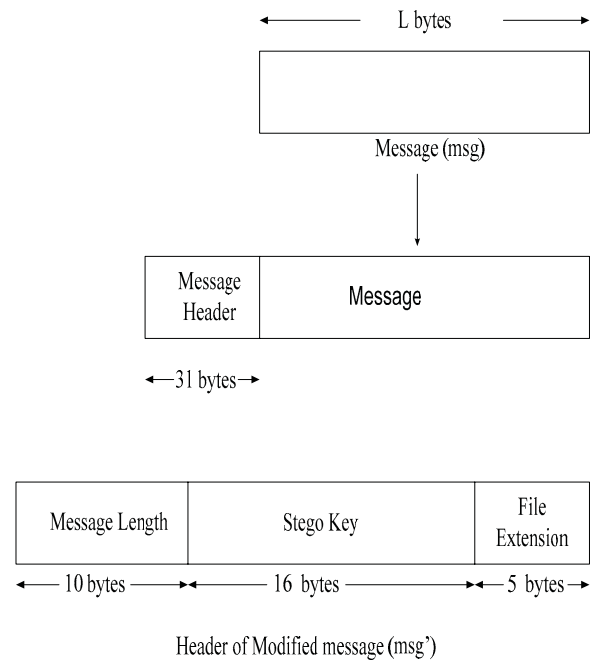 L bytes
Message (msg)
Message
Header
Message
31 bytes
Message Length
Stego Key
File
Extension
10 bytes
16 bytes
5 bytes
Header of Modified message (msg’)